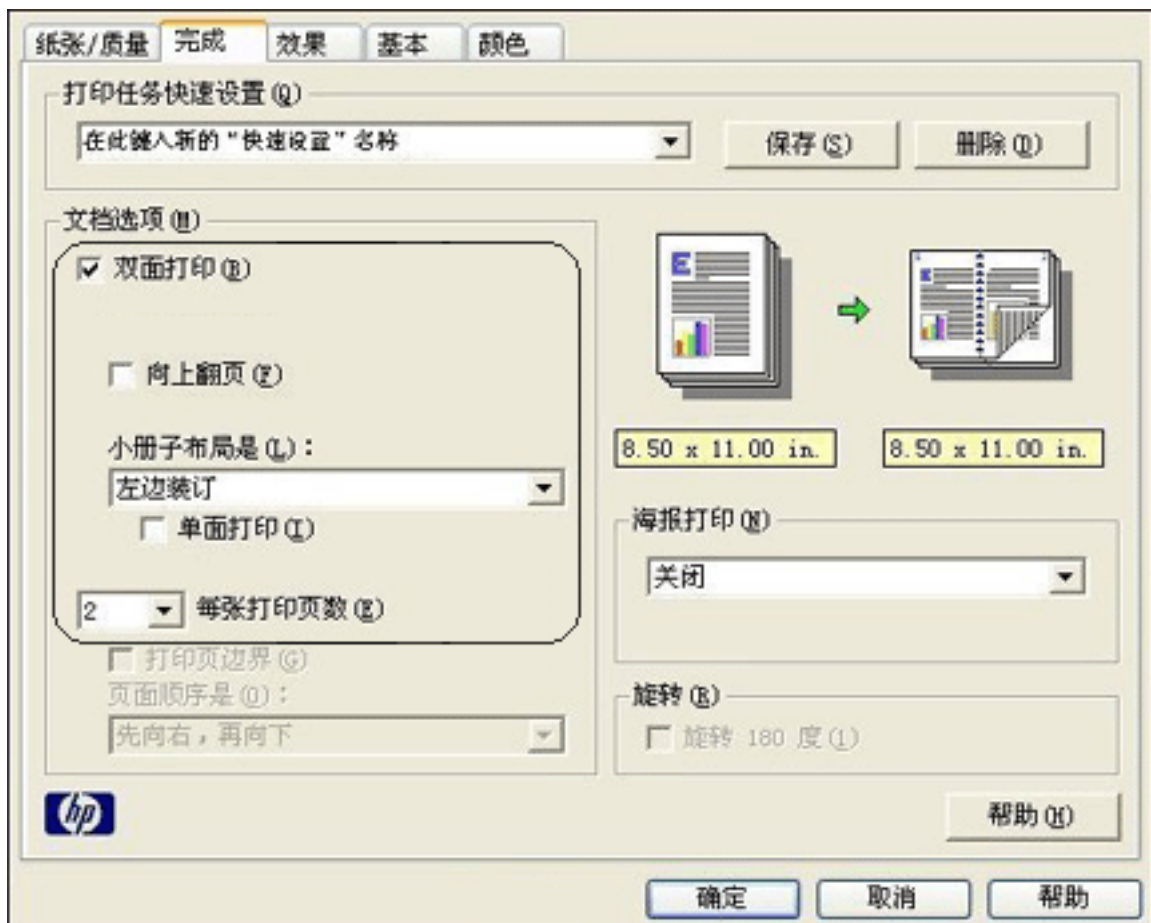 纸张/质量 完成 效果 基本 颜色
打印任务快速设置(Q)
在此键入新的“快速设置”名称
保存(S)
删除(D)
文档选项(M)
双面打印(B)
向上翻页(F)
小册子布局是(L):
左边装订
单面打印(I)
2 每张打印页数(E)
打印页边界(G)
页面顺序是(O):
先向右,再向下
E
E
8.50 x 11.00 in.
8.50 x 11.00 in.
海报打印(N)
关闭
旋转(R)
旋转 180 度(1)
hp
帮助(H)
确定 取消 帮助